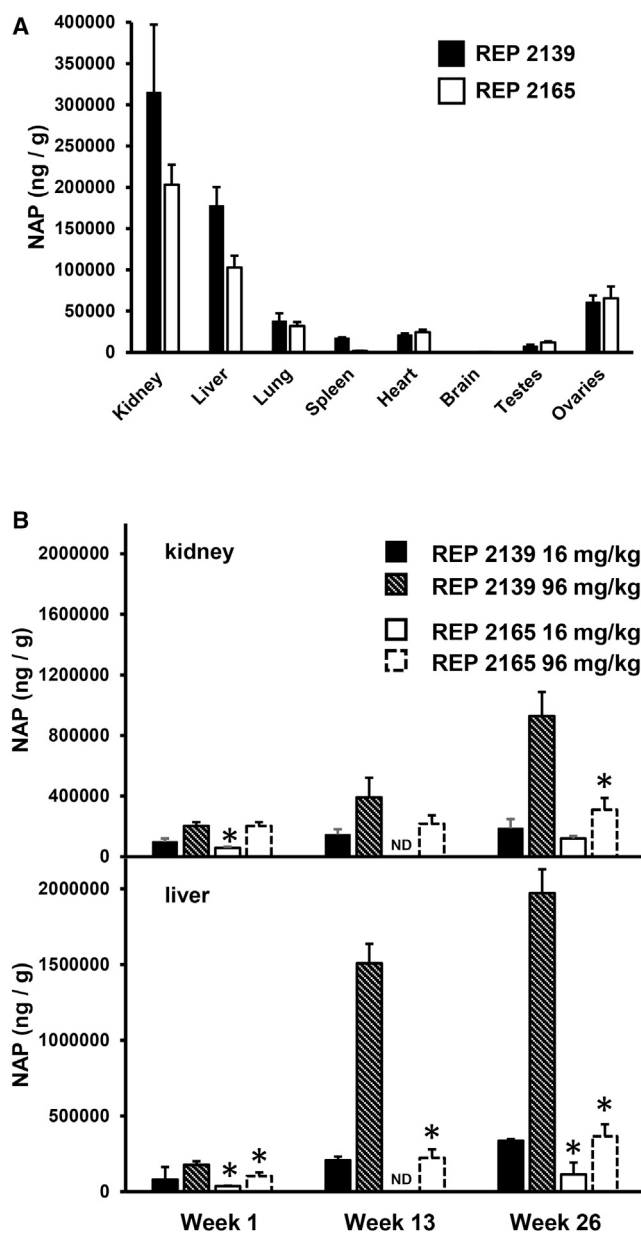 A
REP 2139
REP 2165
NAP (ng / g)
400000
350000
300000
250000
200000
150000
100000
50000
0
Kidney
Liver
Lung
Spleen
Heart
Brain
Testes
Ovaries
B
kidney
REP 2139 16 mg/kg
REP 2139 96 mg/kg
REP 2165 16 mg/kg
REP 2165 96 mg/kg
NAP (ng / g)
2000000
1600000
1200000
800000
400000
0
*
ND
*
liver
NAP (ng / g)
2000000
1500000
1000000
500000
0
* *
ND
*
* *
Week 1 Week 13 Week 26